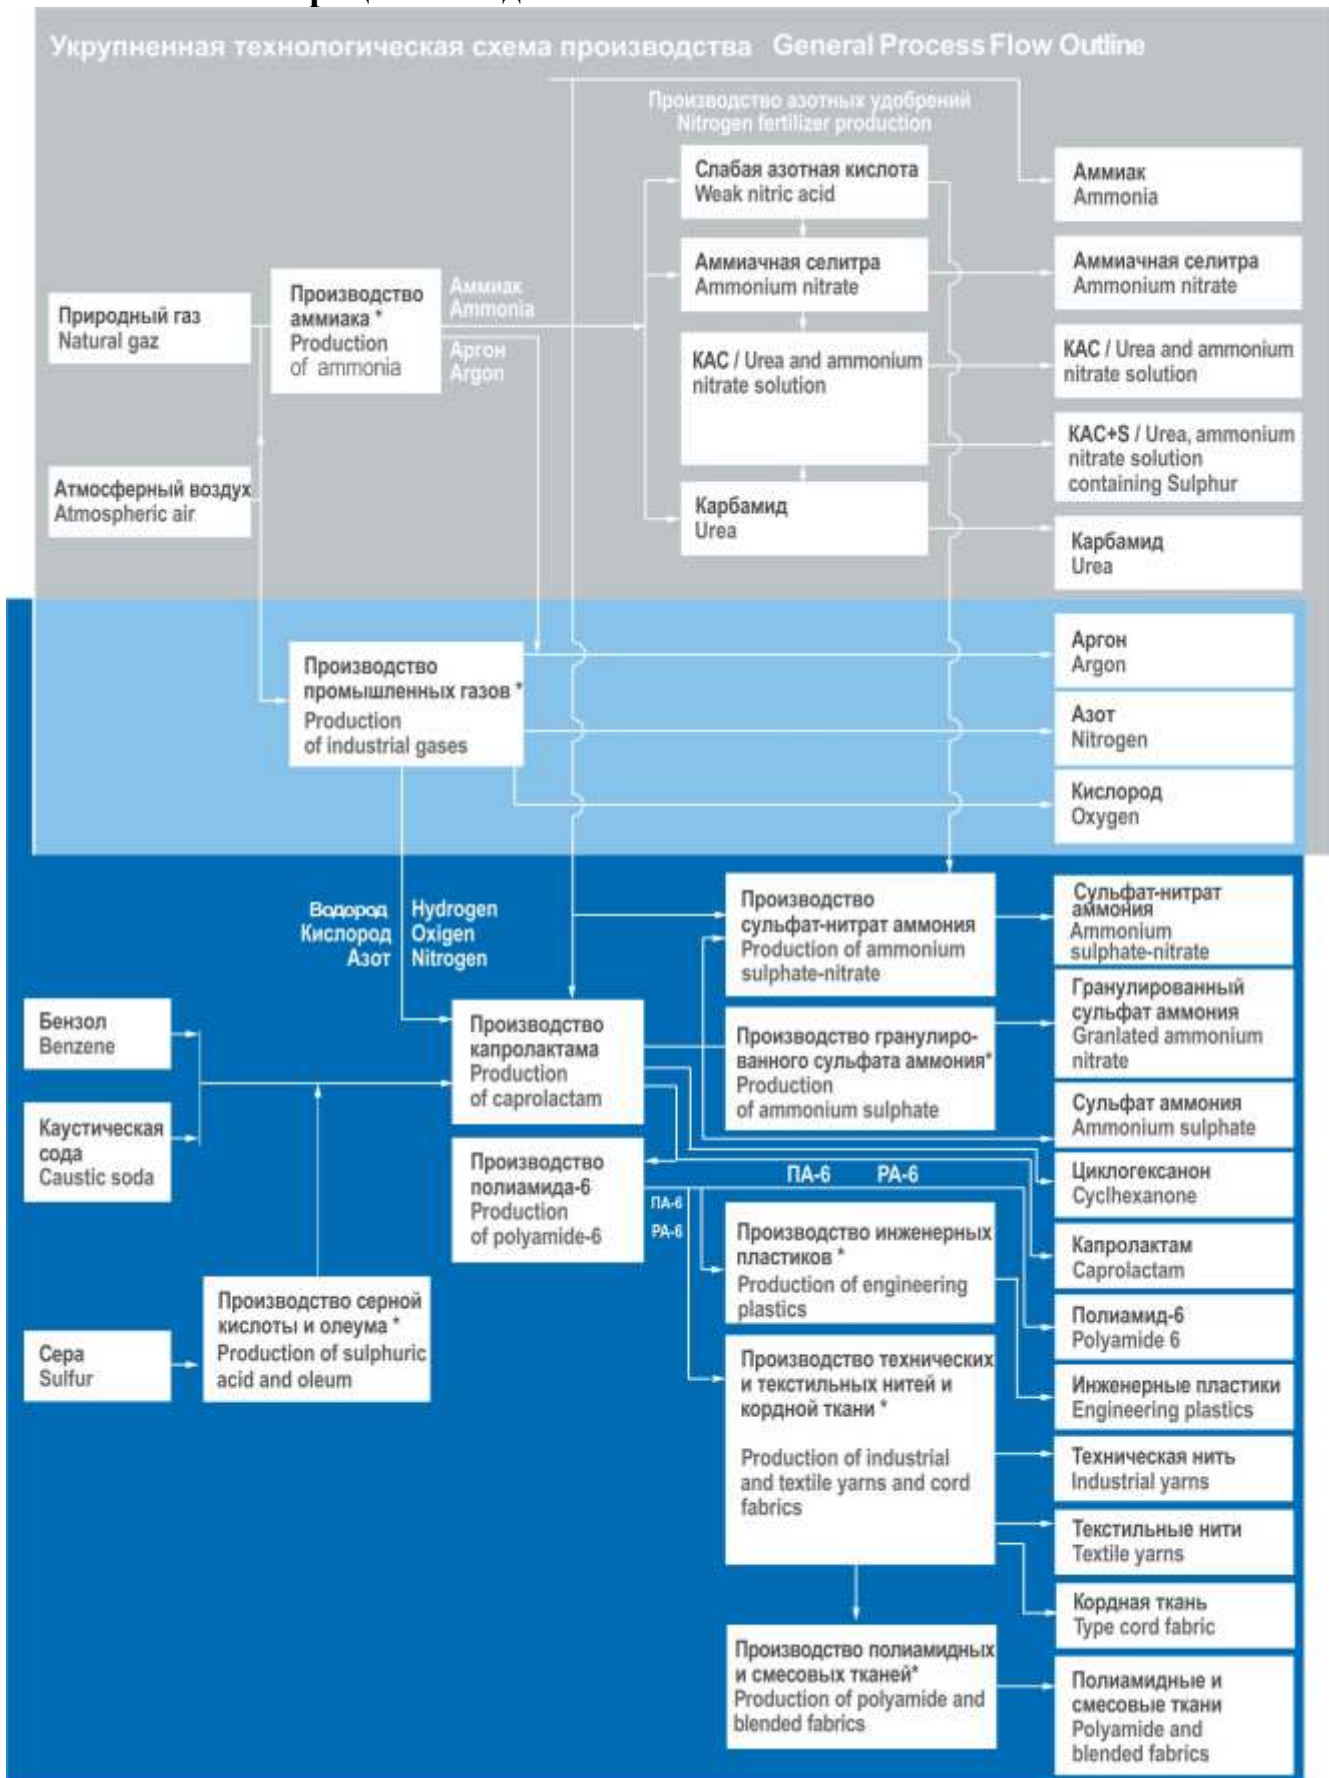 Укрупненная технологическая схема производства General Process Flow Outline
Производство азотных удобрений
Nitrogen fertilizer production
Слабая азотная кислота
Weak nitric acid
Аммиак
Ammonia
Аммиачная селитра
Ammonium nitrate
Аммиачная селитра
Ammonium nitrate
Природный газ
Natural gaz
Производство
аммиака *
Production
of ammonia
Аммиак
Ammonia
Аргон
Argon
КАС / Urea and ammonium
nitrate solution
КАС / Urea and ammonium
nitrate solution
КАС+S / Urea, ammonium
nitrate solution
containing Sulphur
Атмосферный воздух
Atmospheric air
Карбамид
Urea
Карбамид
Urea
Производство
промышленных газов *
Production
of industrial gases
Аргон
Argon
Азот
Nitrogen
Кислород
Oxygen
Водород
Кислород
Азот
Hydrogen
Oxigen
Nitrogen
Производство
сульфат-нитрат аммония
Production of ammonium
sulphate-nitrate
Сульфат-нитрат
аммония
Ammonium
sulphate-nitrate
Бензол
Benzene
Производство
капролактама
Production
of caprolactam
Производство гранулиро-
ванного сульфата аммония*
Production
of ammonium sulphate
Гранулированный
сульфат аммония
Granlated ammonium
nitrate
Каустическая
сода
Caustic soda
Сульфат аммония
Ammonium sulphate
Производство
полиамида-6
Production
of polyamide-6
ПА-6 PA-6
ПА-6
PA-6
Циклогексанон
Cyclhexanone
Производство инженерных
пластиков *
Production of engineering
plastics
Капролактам
Caprolactam
Производство серной
кислоты и олеума *
Production of sulphuric
acid and oleum
Сера
Sulfur
Полиамид-6
Polyamide 6
Производство технических
и текстильных нитей и
кордной ткани *
Production of industrial
and textile yarns and cord
fabrics
Инженерные пластики
Engineering plastics
Техническая нить
Industrial yarns
Текстильные нити
Textile yarns
Кордная ткань
Type cord fabric
Производство полиамидных
и смесовых тканей*
Production of polyamide and
blended fabrics
Полиамидные и
смесовые ткани
Polyamide and
blended fabrics